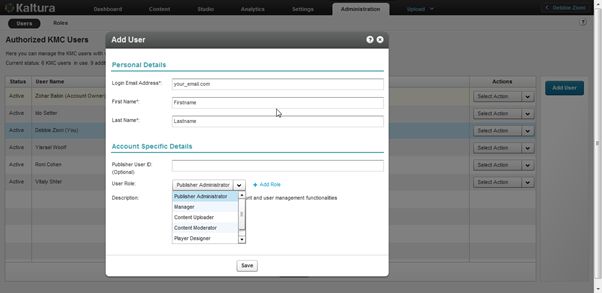 Kaltura Dashboard Content Studio Analytics Settings Administration Upload Debbie Zioni
Users Roles
Authorized KMC Users
Here you can manage the KMC users with
Current status: 6 KMC users in use. 9 addit
Status User Name Actions
Add User
Active Zohar Babin (Account Owner) Select Action
Active Mo Setter Select Action
Active Debbie Zioni (You) Select Action
Active Yisrael Woolf Select Action
Active Roni Cohen Select Action
Active Vitaly Shter Select Action
Add User
Personal Details
Login Email Address*: your_email.com
First Name*: Firstname
Last Name*: Lastname
Account Specific Details
Publisher User ID:
(Optional)
User Role: Publisher Administrator + Add Role
Description: unt and user management functionalities
Publisher Administrator
Manager
Content Uploader
Content Moderator
Player Designer
Save